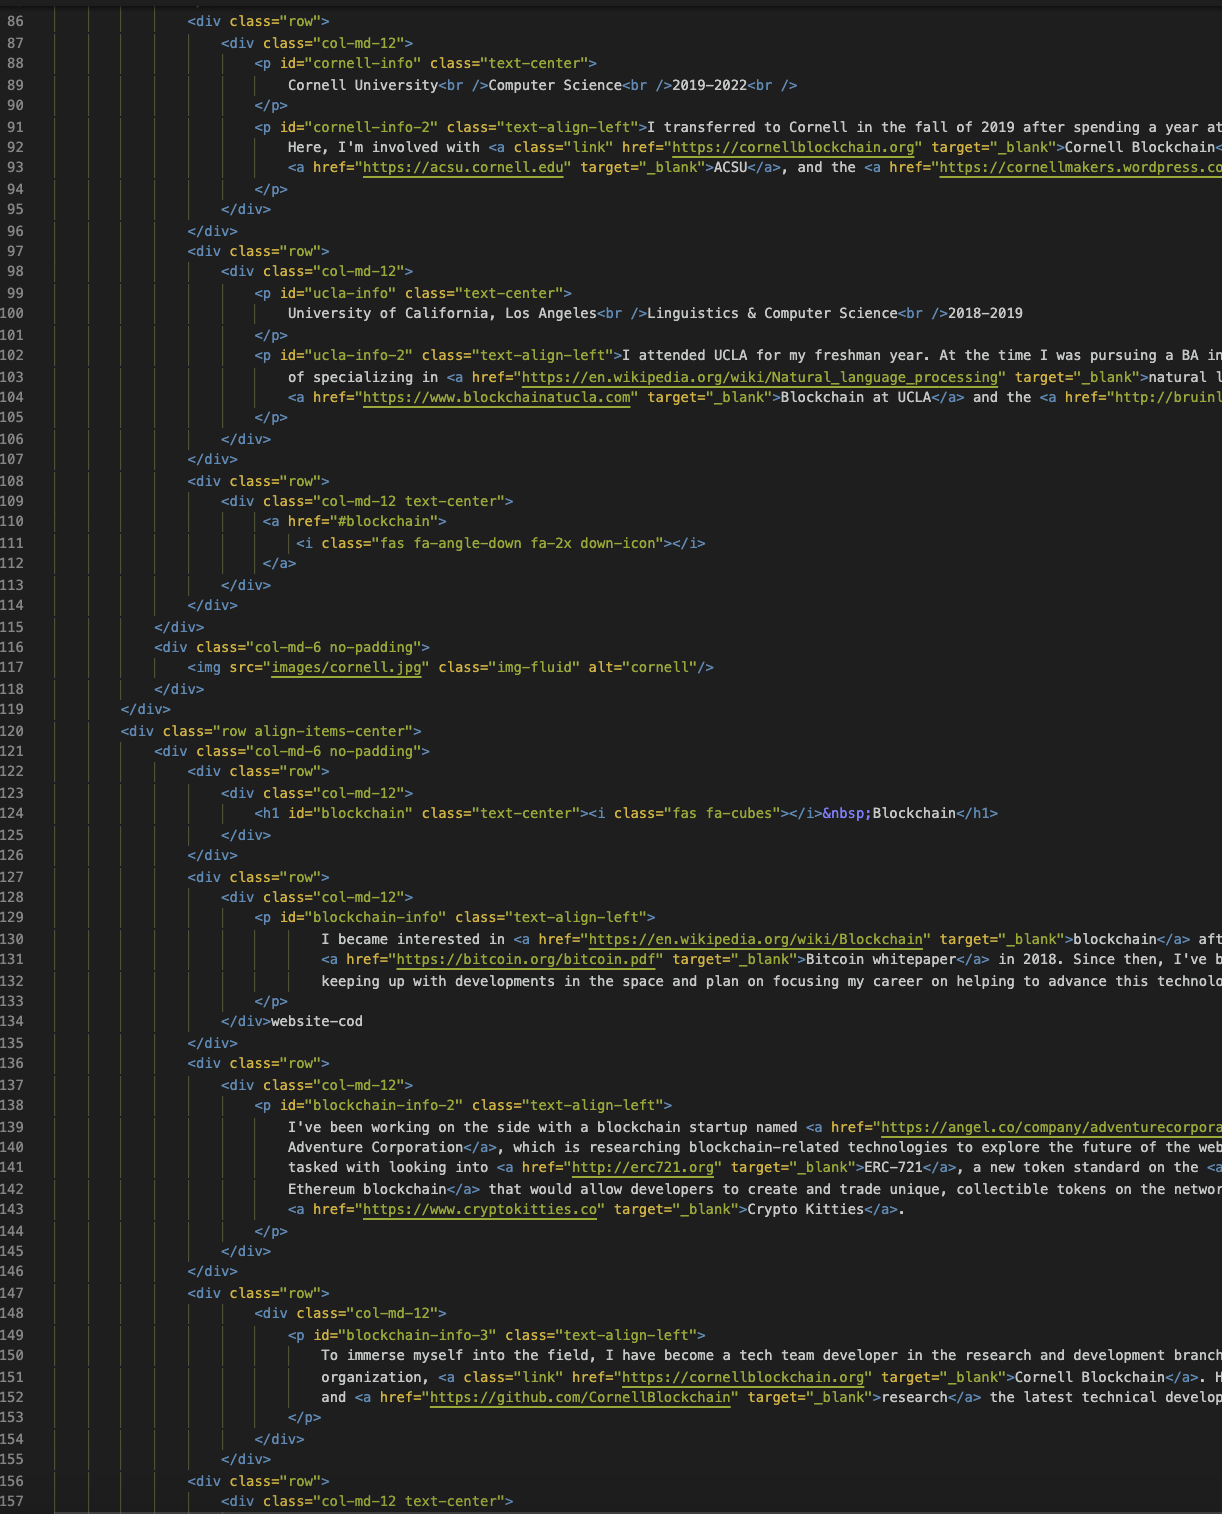 86 <div class="row">
87 <div class="col-md-12">
88 <p id="cornell-info" class="text-center">
89 Cornell University<br />Computer Science<br />2019-2022<br />
90 </p>
91 <p id="cornell-info-2" class="text-align-left">I transferred to Cornell in the fall of 2019 after spending a year at
92 Here, I'm involved with <a class="link" href="https://cornellblockchain.org" target="_blank">Cornell Blockchain<
93 <a href="https://acsu.cornell.edu" target="_blank">ACSU</a>, and the <a href="https://cornellmakers.wordpress.co
94 </p>
95 </div>
96 </div>
97 <div class="row">
98 <div class="col-md-12">
99 <p id="ucla-info" class="text-center">
100 University of California, Los Angeles<br />Linguistics & Computer Science<br />2018-2019
101 </p>
102 <p id="ucla-info-2" class="text-align-left">I attended UCLA for my freshman year. At the time I was pursuing a BA in
103 of specializing in <a href="https://en.wikipedia.org/wiki/Natural_language_processing" target="_blank">natural l
104 <a href="https://www.blockchainatucla.com" target="_blank">Blockchain at UCLA</a> and the <a href="http://bruinl
105 </p>
106 </div>
107 </div>
108 <div class="row">
109 <div class="col-md-12 text-center">
110 <a href="#blockchain">
111 <i class="fas fa-angle-down fa-2x down-icon"></i>
112 </a>
113 </div>
114 </div>
115 </div>
116 <div class="col-md-6 no-padding">
117 <img src="images/cornell.jpg" class="img-fluid" alt="cornell"/>
118 </div>
119 </div>
120 <div class="row align-items-center">
121 <div class="col-md-6 no-padding">
122 <div class="row">
123 <div class="col-md-12">
124 <h1 id="blockchain" class="text-center"><i class="fas fa-cubes"></i>&nbsp;Blockchain</h1>
125 </div>
126 </div>
127 <div class="row">
128 <div class="col-md-12">
129 <p id="blockchain-info" class="text-align-left">
130 I became interested in <a href="https://en.wikipedia.org/wiki/Blockchain" target="_blank">blockchain</a> aft
131 <a href="https://bitcoin.org/bitcoin.pdf" target="_blank">Bitcoin whitepaper</a> in 2018. Since then, I've b
132 keeping up with developments in the space and plan on focusing my career on helping to advance this technolo
133 </p>
134 </div>website-cod
135 </div>
136 <div class="row">
137 <div class="col-md-12">
138 <p id="blockchain-info-2" class="text-align-left">
139 I've been working on the side with a blockchain startup named <a href="https://angel.co/company/adventurecorpora
140 Adventure Corporation</a>, which is researching blockchain-related technologies to explore the future of the web
141 tasked with looking into <a href="http://erc721.org" target="_blank">ERC-721</a>, a new token standard on the <a
142 Ethereum blockchain</a> that would allow developers to create and trade unique, collectible tokens on the networ
143 <a href="https://www.cryptokitties.co" target="_blank">Crypto Kitties</a>.
144 </p>
145 </div>
146 </div>
147 <div class="row">
148 <div class="col-md-12">
149 <p id="blockchain-info-3" class="text-align-left">
150 To immerse myself into the field, I have become a tech team developer in the research and development branch
151 organization, <a class="link" href="https://cornellblockchain.org" target="_blank">Cornell Blockchain</a>. H
152 and <a href="https://github.com/CornellBlockchain" target="_blank">research</a> the latest technical develop
153 </p>
154 </div>
155 </div>
156 <div class="row">
157 <div class="col-md-12 text-center">